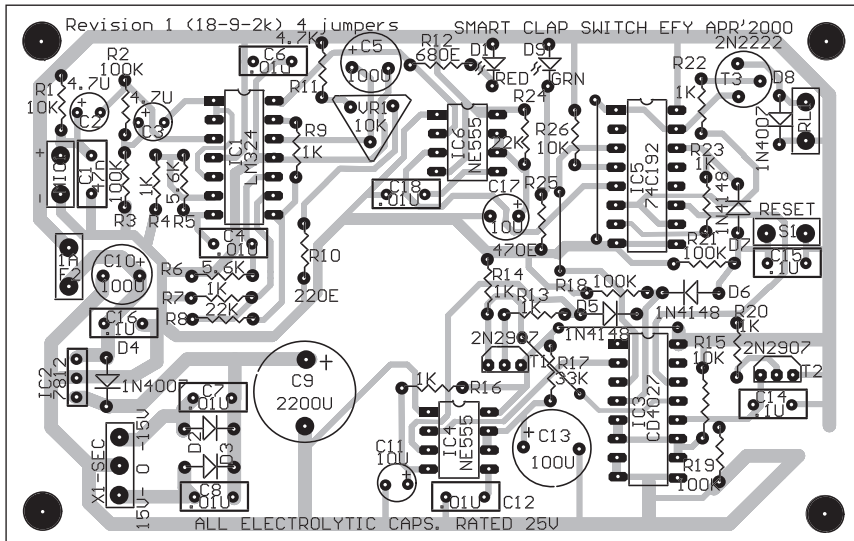 Revision 1 (18-9-2k) 4 jumpers
SMART CLAP SWITCH EFY APR'2000
R1
10K
4.7U
C2
R2
100K
4.7U
C3
C6
.01U
4.7K
R11
C5
100U
R12
680E
D1
RED
D9
GRN
2N2222
T3
R22
1K
D8
1N4007
RL1
+
-
C1
47n
100K
R3
1K
R4
5.6K
R5
IC1
LM324
R9
1K
VR1
10K
IC6
NE555
R24
22K
R26
10K
IC5
74C192
R23
1K
1N4148
D7
C18
.01U
C17
10U
R25
470E
RESET
S1
R21
100K
C15
.1U
1A
F2
C10
100U
C4
.01U
R6
5.6K
R7
1K
R8
22K
R10
220E
R14
1K
R13
1K
R18
100K
D5
1N4148
D6
1N4148
R20
1K
C16
.1U
D4
1N4007
IC2
7812
C7
.01U
C9
2200U
2N2907
T1
R17
33K
IC3
CD4027
R15
10K
2N2907
T2
C14
.1U
1K
R16
IC4
NE555
C11
10U
C13
100U
R19
100K
X1-SEC
15V- 0 -15V
D2
D3
C8
.01U
.01U
C12
ALL ELECTROLYTIC CAPS. RATED 25V